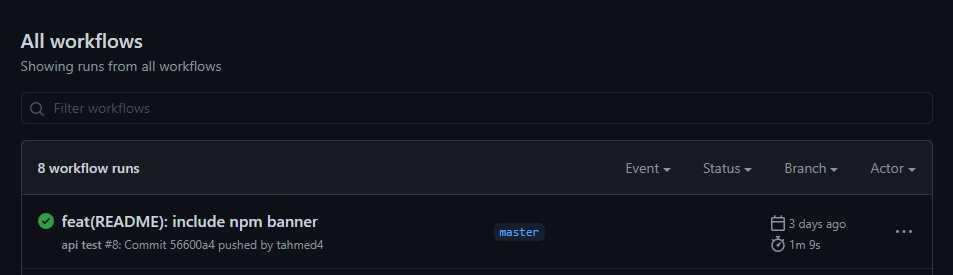 All workflows
Showing runs from all workflows
Filter workflows
8 workflow runs Event Status Branch Actor
feat(README): include npm banner
master
3 days ago
api test #8: Commit 56600a4 pushed by tahmed4
1m 9s